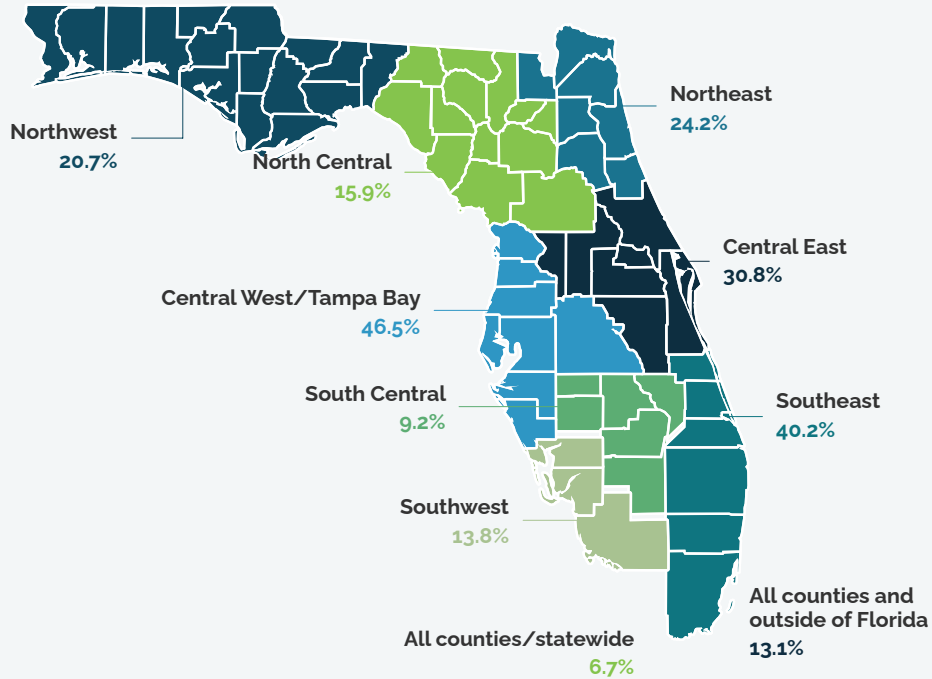 Northwest
20.7%
North Central
15.9%
Northeast
24.2%
Central East
30.8%
Central West/Tampa Bay
46.5%
South Central
9.2%
Southeast
40.2%
Southwest
13.8%
All counties and
outside of Florida
13.1%
All counties/statewide
6.7%